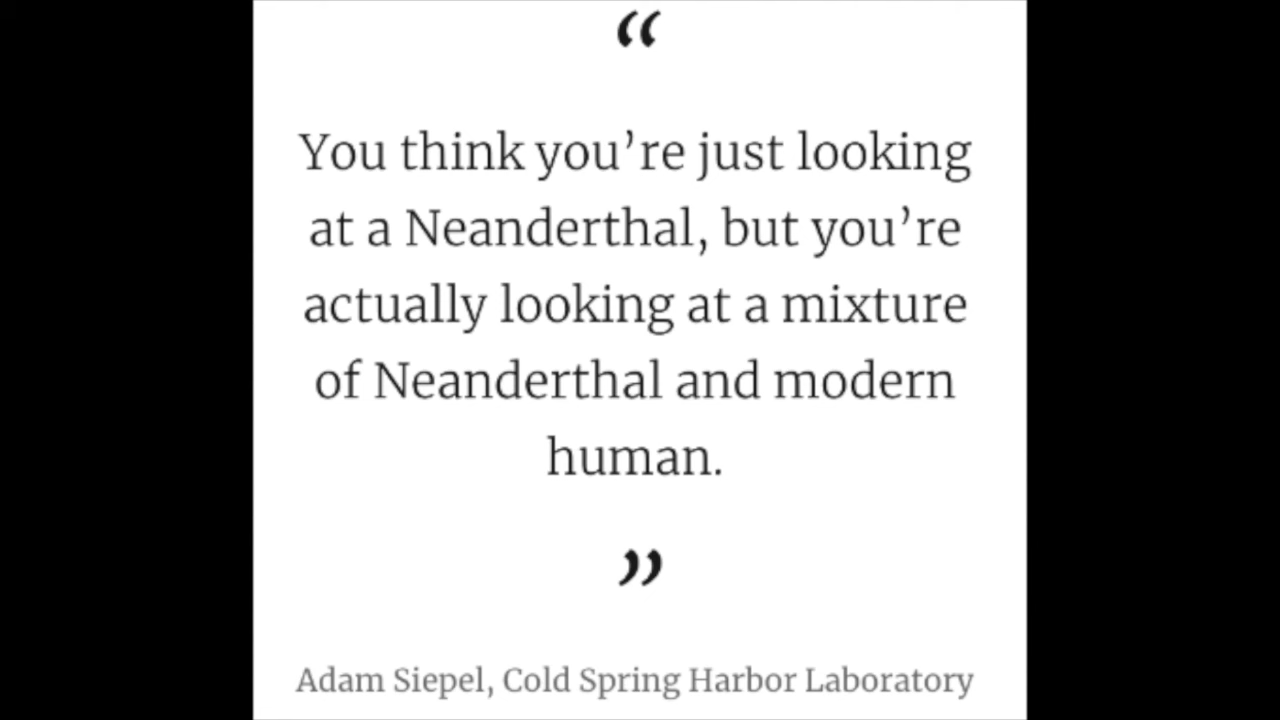 “
You think you’re just looking
at a Neanderthal, but you’re
actually looking at a mixture
of Neanderthal and modern
human.
”
Adam Siepel, Cold Spring Harbor Laboratory